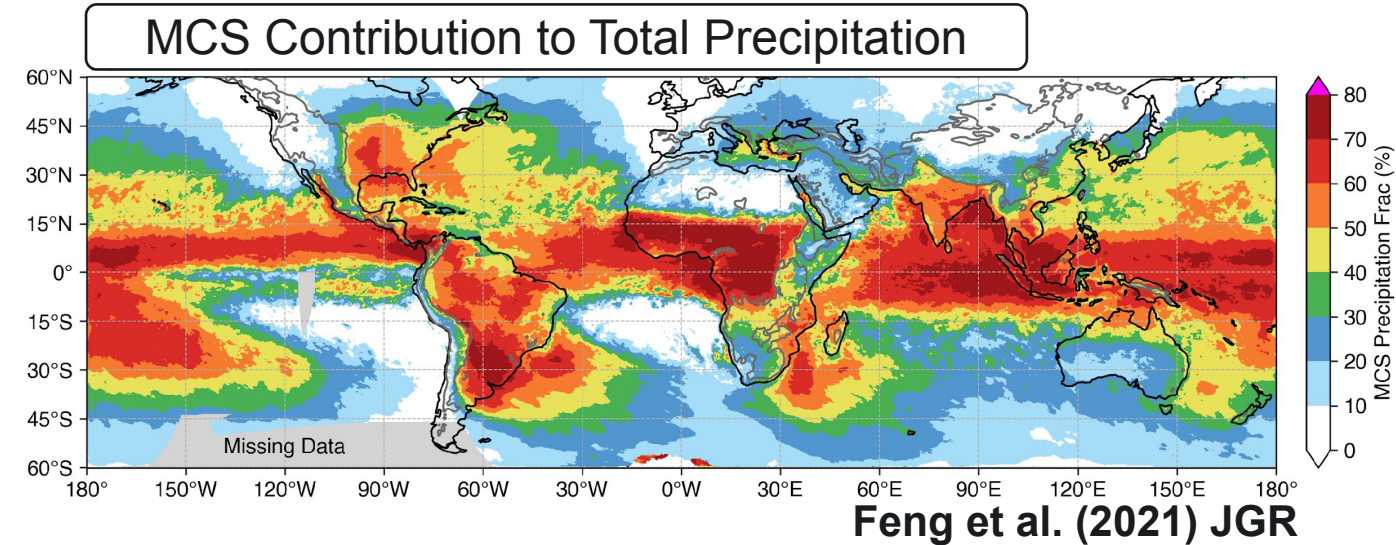 MCS Contribution to Total Precipitation
60°N
45°N
30°N
15°N
0°
15°S
30°S
45°S
60°S
Missing Data
180°
150°W
120°W
90°W
60°W
30°W
0°W
30°E
60°E
90°E
120°E
150°E
180°
80
70
60
50
40
30
20
10
0
MCS Precipitation Frac (%)
Feng et al. (2021) JGR